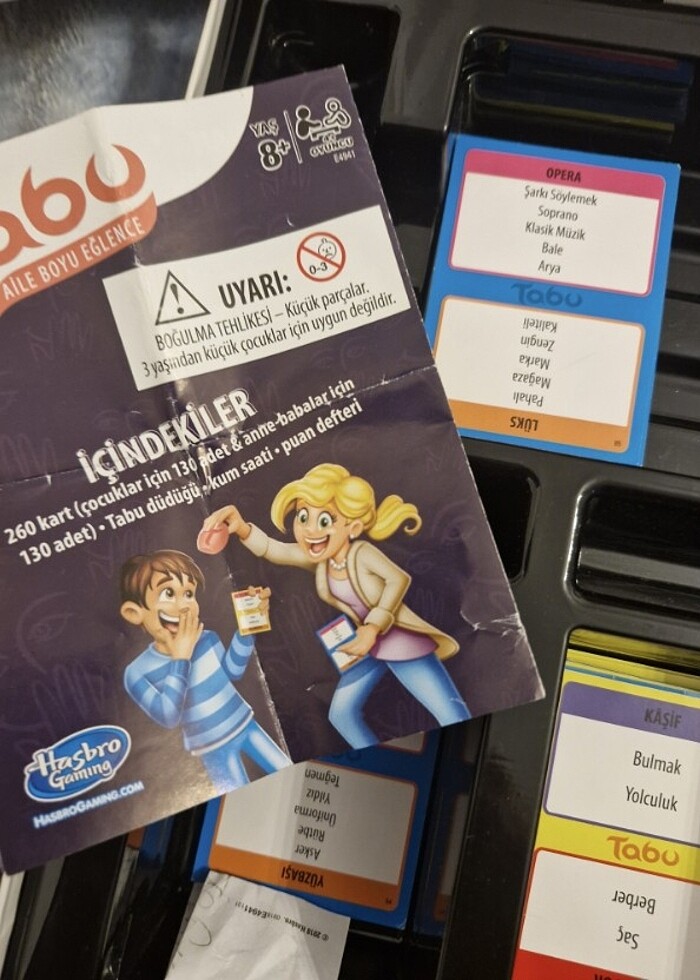 abu
AİLE BOYU EĞLENCE
YAŞ
8+
OYUNCU
E4941
UYARI:
0-3
BOĞULMA TEHLİKESİ – Küçük parçalar.
3 yaşından küçük çocuklar için uygun değildir.
İÇİNDEKİLER
260 kart (çocuklar için 130 adet & anne-babalar için
130 adet) • Tabu düdüğü • kum saati • puan defteri
Hasbro
Gaming
HASBROGAMING.COM
OPERA
Şarkı Söylemek
Soprano
Klasik Müzik
Bale
Arya
Tabu
LÜKS
Pahalı
Mağaza
Marka
Zengin
Kaliteli
KÂŞİF
Bulmak
Yolculuk
Tabu
Saç
Berber
YÜZBAŞI
Asker
Rütbe
Üniforma
Yıldız
Teğmen
© 2018 Hasbro.